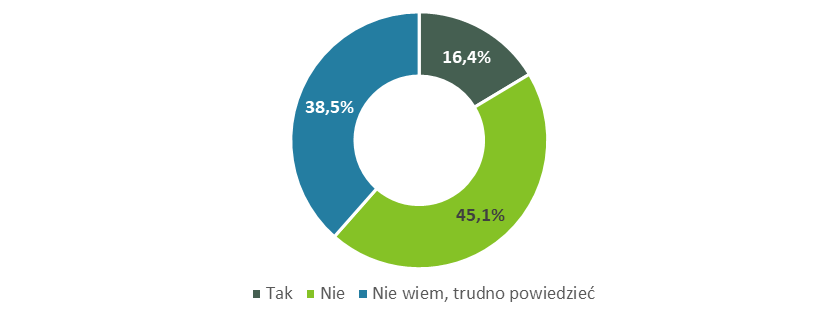 16,4%
38,5%
45,1%
Tak Nie Nie wiem, trudno powiedzieć